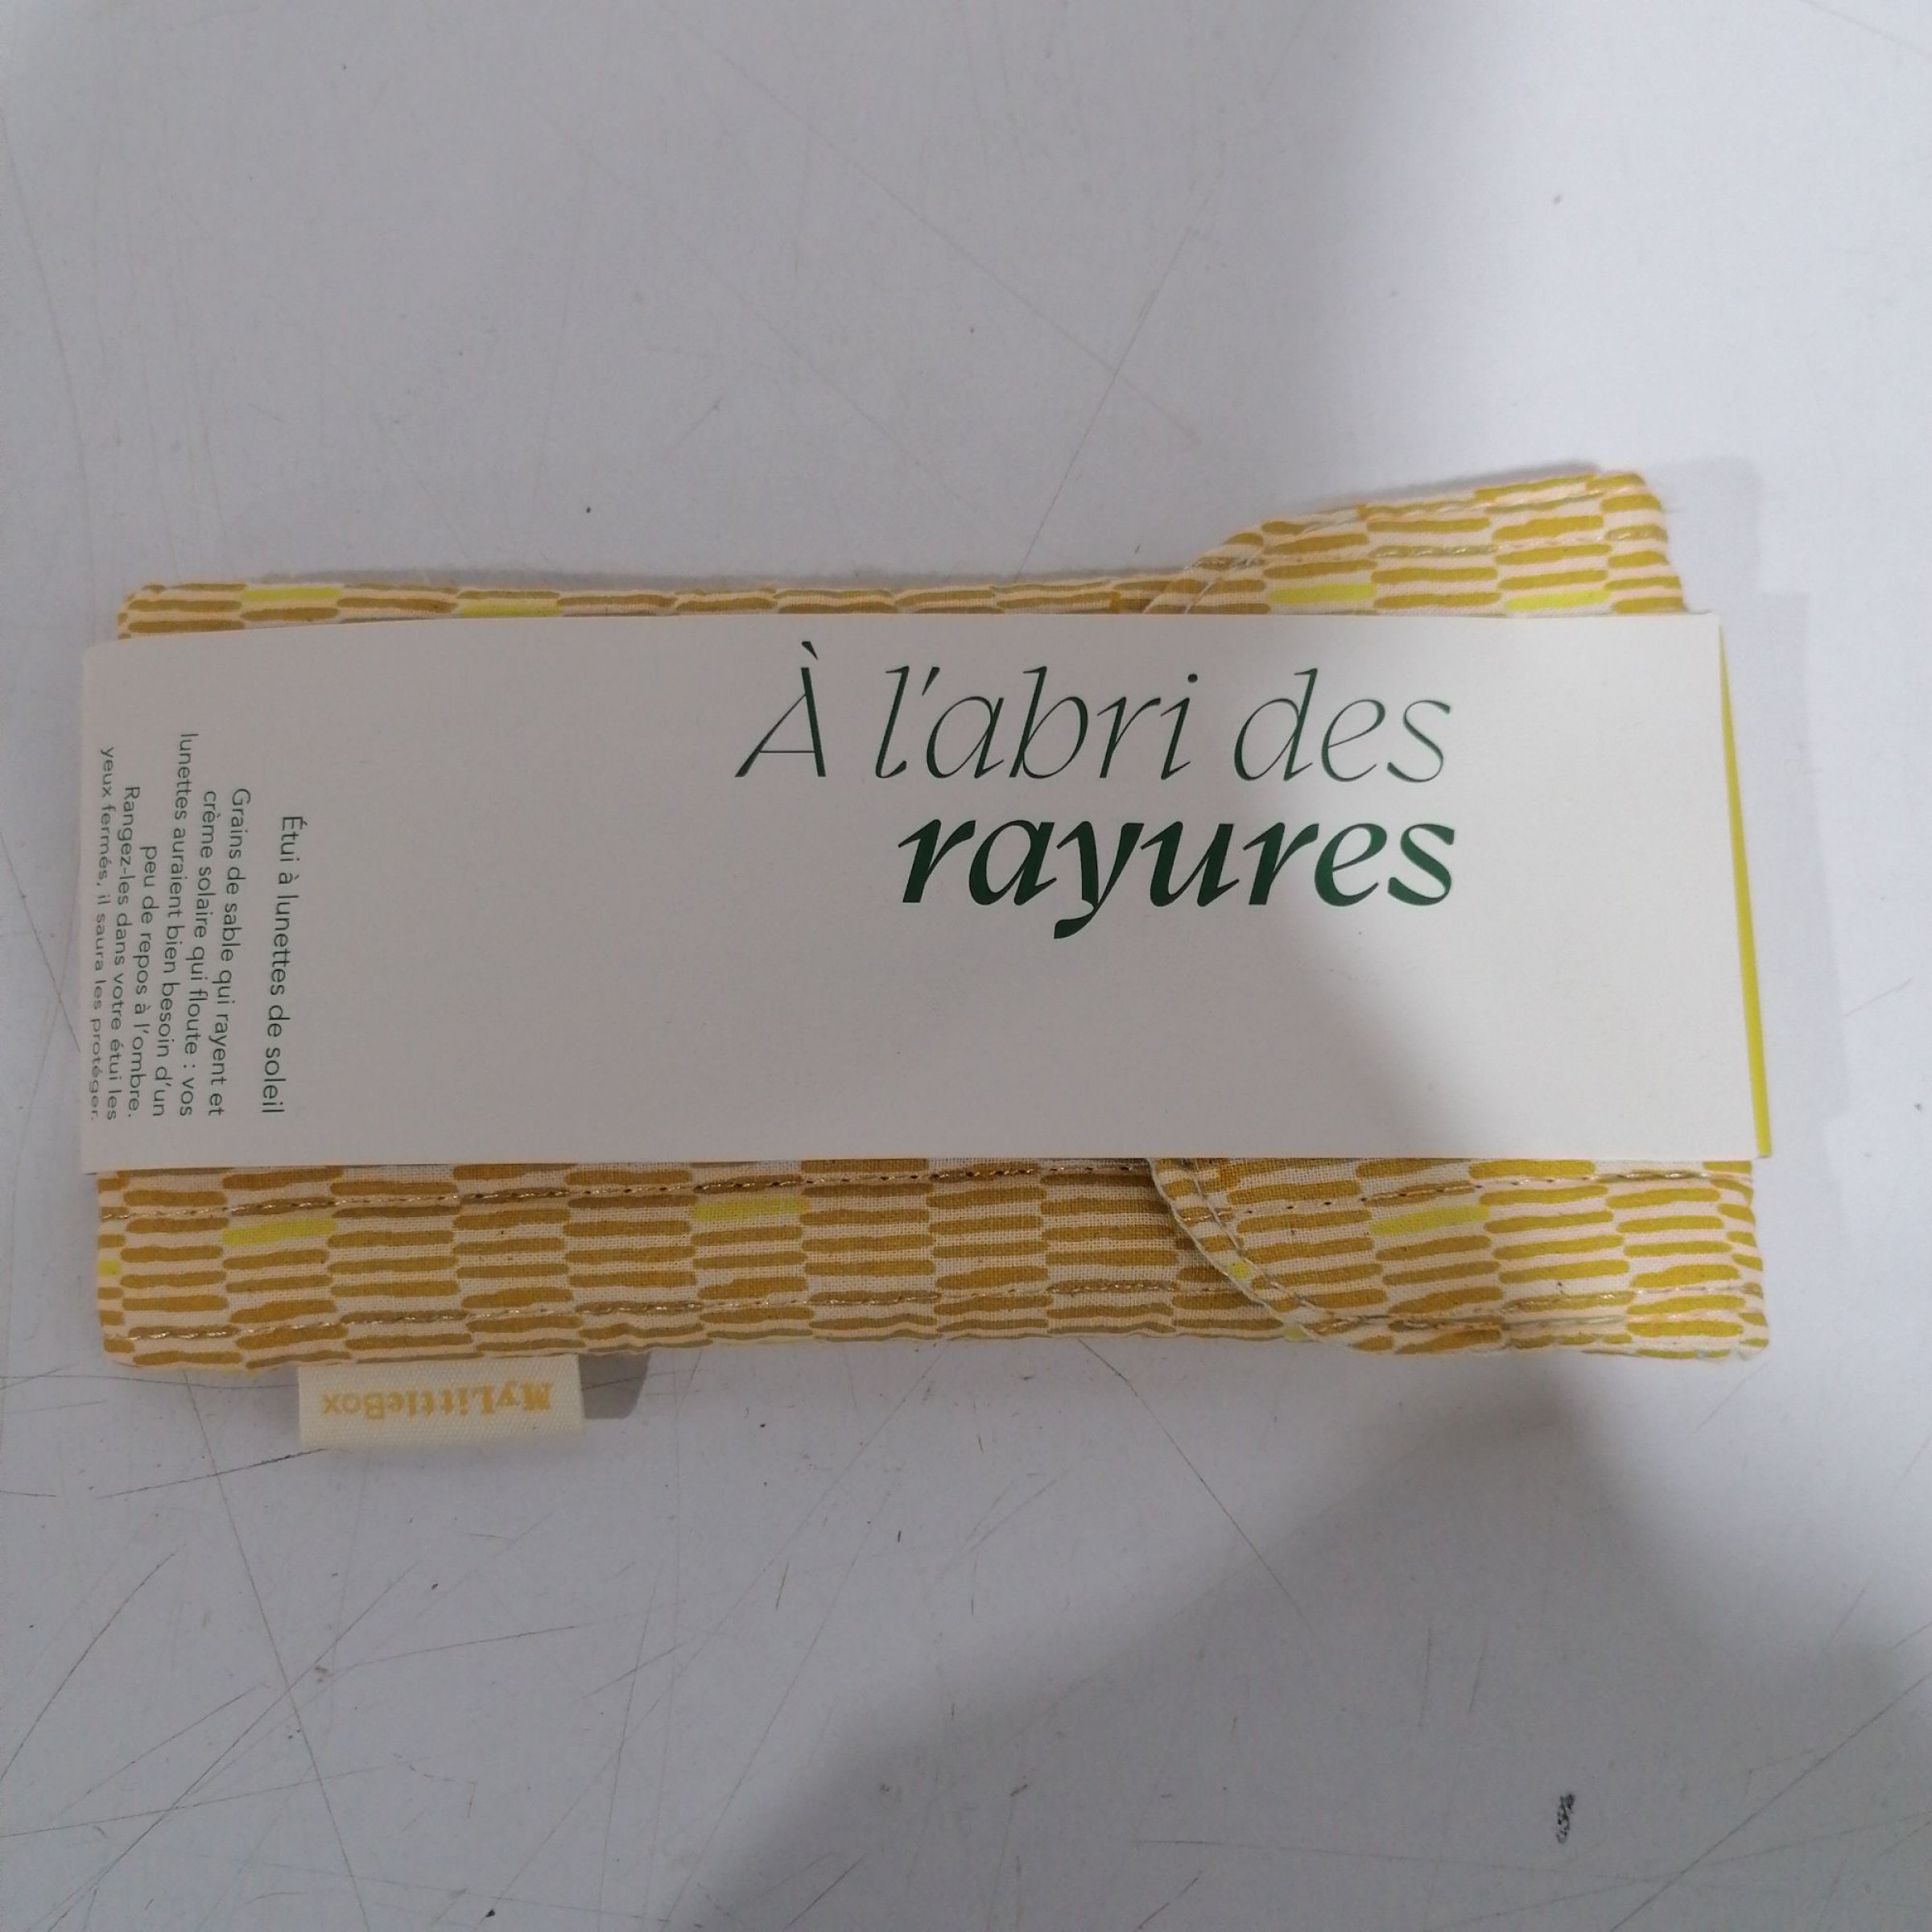 À l'abri des
rayures
Étui à lunettes de soleil
Grains de sable qui rayent et
crème solaire qui floute : vos
lunettes auraient bien besoin d'un
peu de repos à l'ombre.
Rangez-les dans votre étui les
yeux fermés, il saura les protéger.
MyLittleBox